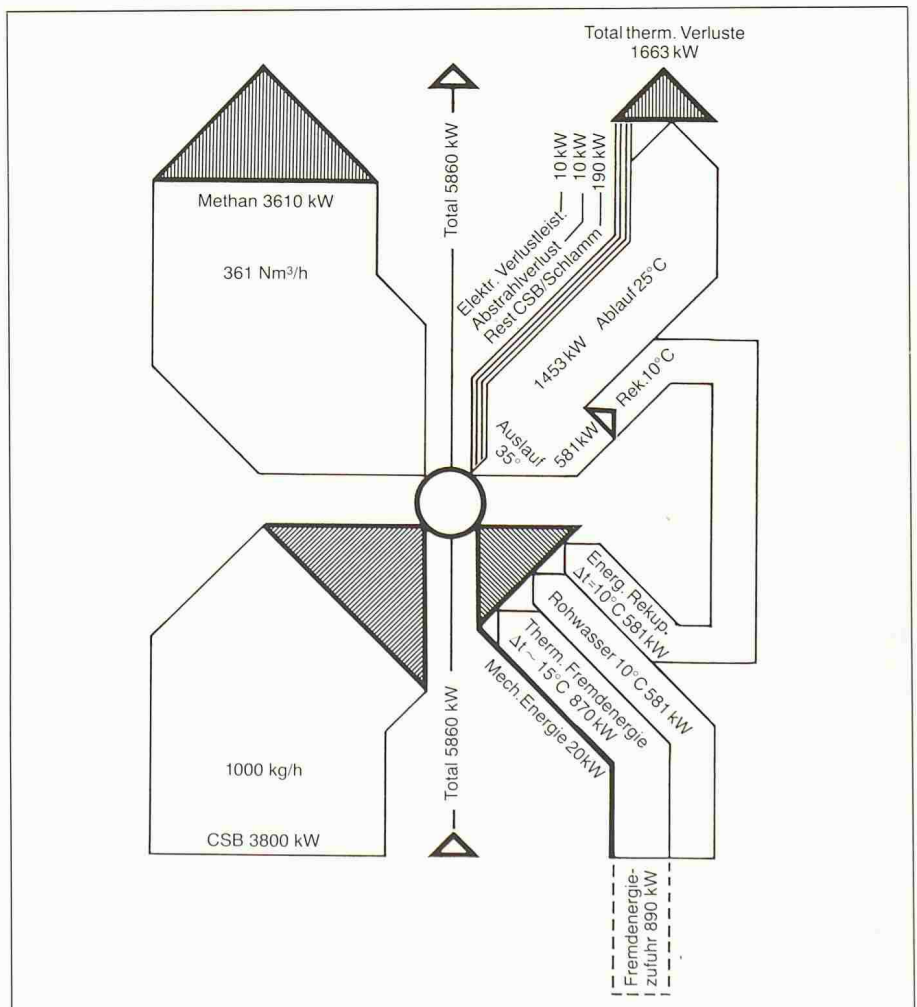 Total therm. Verluste
1663 kW
Methan 3610 kW
361 Nm³/h
Total 5860 kW
10 kW
10 kW
190 kW
Elektr. Verlustleist.
Abstrahlverlust
Rest CSB/Schlamm
1453 kW Ablauf 25°C
Rek. 10°C
581 kW
Auslauf
35°
Energ. Rekup.
Δt=10°C 581 kW
Rohwasser 10°C 581 kW
Therm. Fremdenergie
Δt ~ 15°C 870 kW
Mech. Energie 20 kW
Total 5860 kW
1000 kg/h
CSB 3800 kW
Fremdenergie-
zufuhr 890 kW